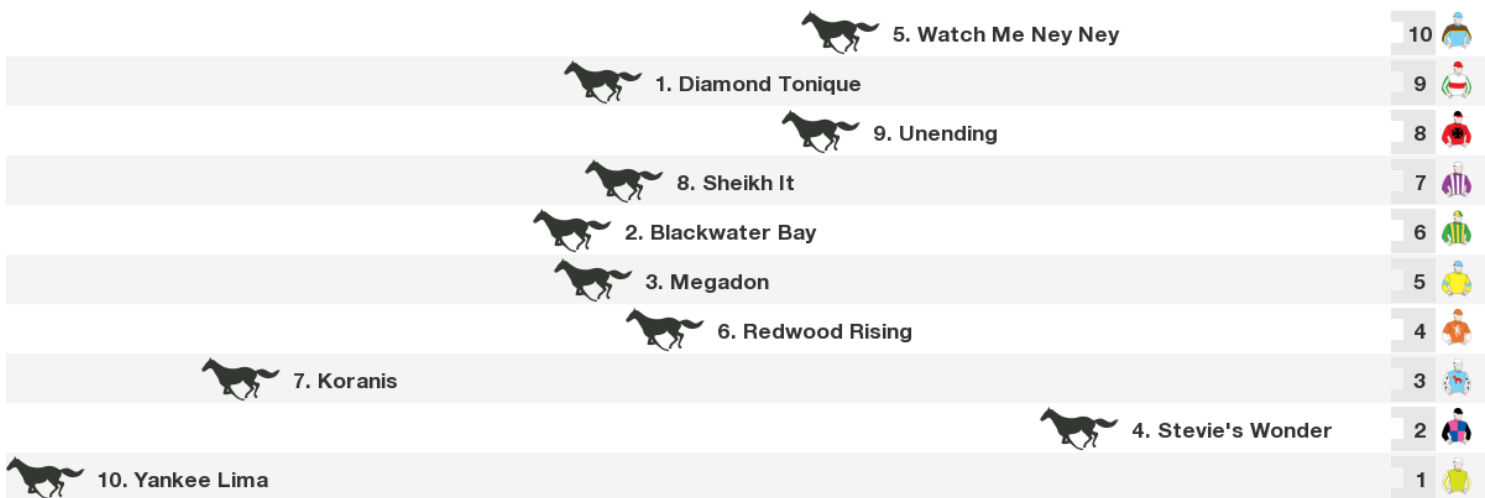 5. Watch Me Ney Ney 10
1. Diamond Tonique 9
9. Unending 8
8. Sheikh It 7
2. Blackwater Bay 6
3. Megadon 5
6. Redwood Rising 4
7. Koranis 3
4. Stevie's Wonder 2
10. Yankee Lima 1